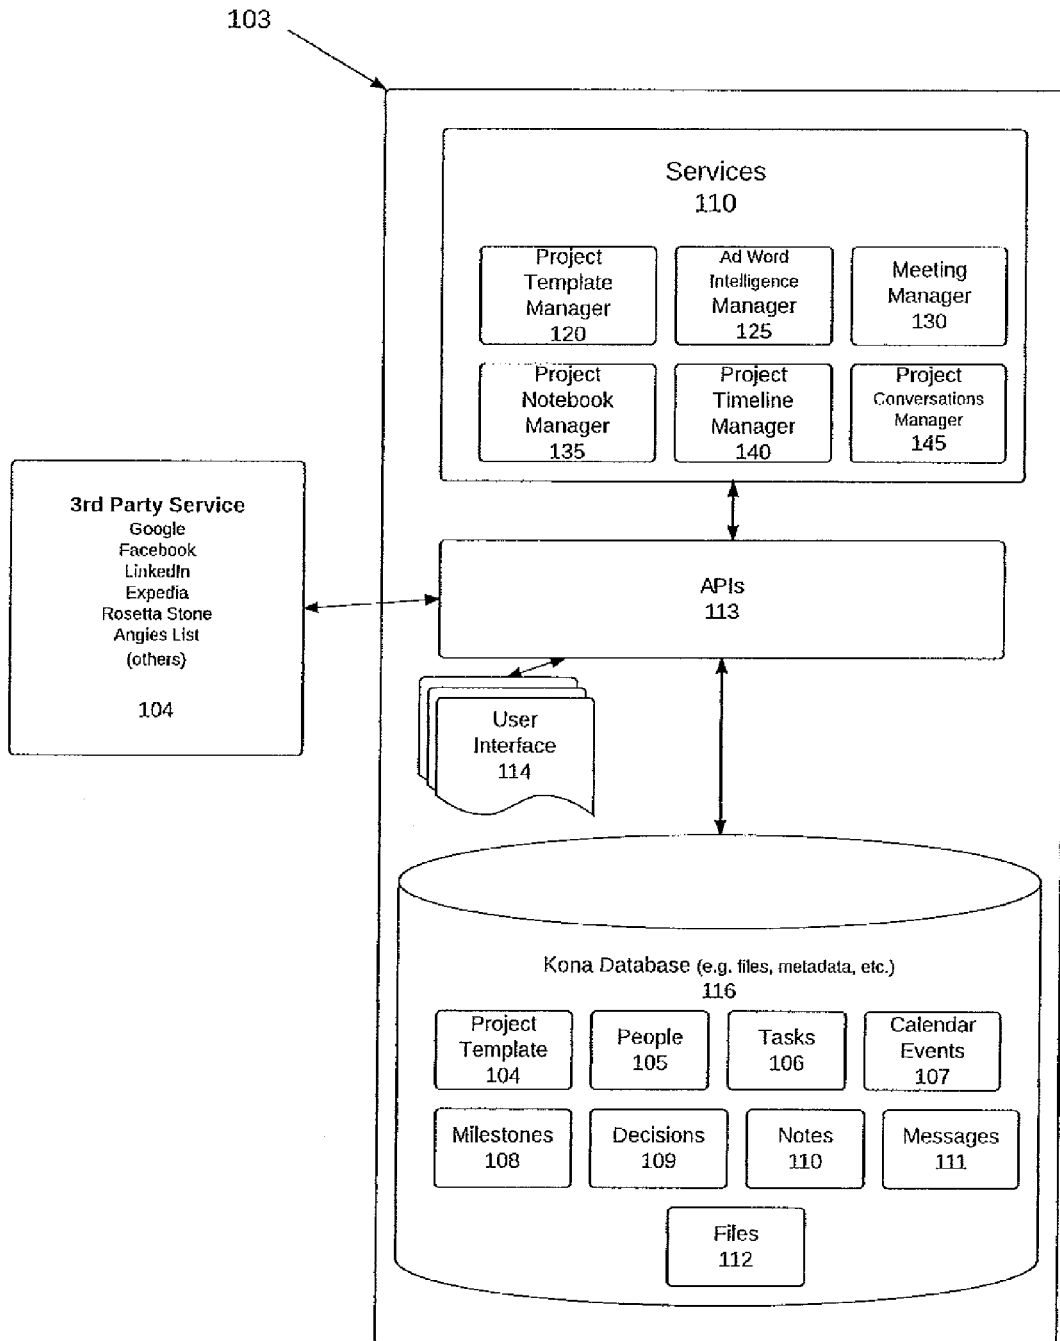 103
Services
110
Project
Template
Manager
120
Ad Word
Intelligence
Manager
125
Meeting
Manager
130
Project
Notebook
Manager
135
Project
Timeline
Manager
140
Project
Conversations
Manager
145
3rd Party Service
Google
Facebook
LinkedIn
Expedia
Rosetta Stone
Angies List
(others)
104
APIs
113
User
Interface
114
Kona Database (e.g. files, metadata, etc.)
116
Project
Template
104
People
105
Tasks
106
Calendar
Events
107
Milestones
108
Decisions
109
Notes
110
Messages
111
Files
112